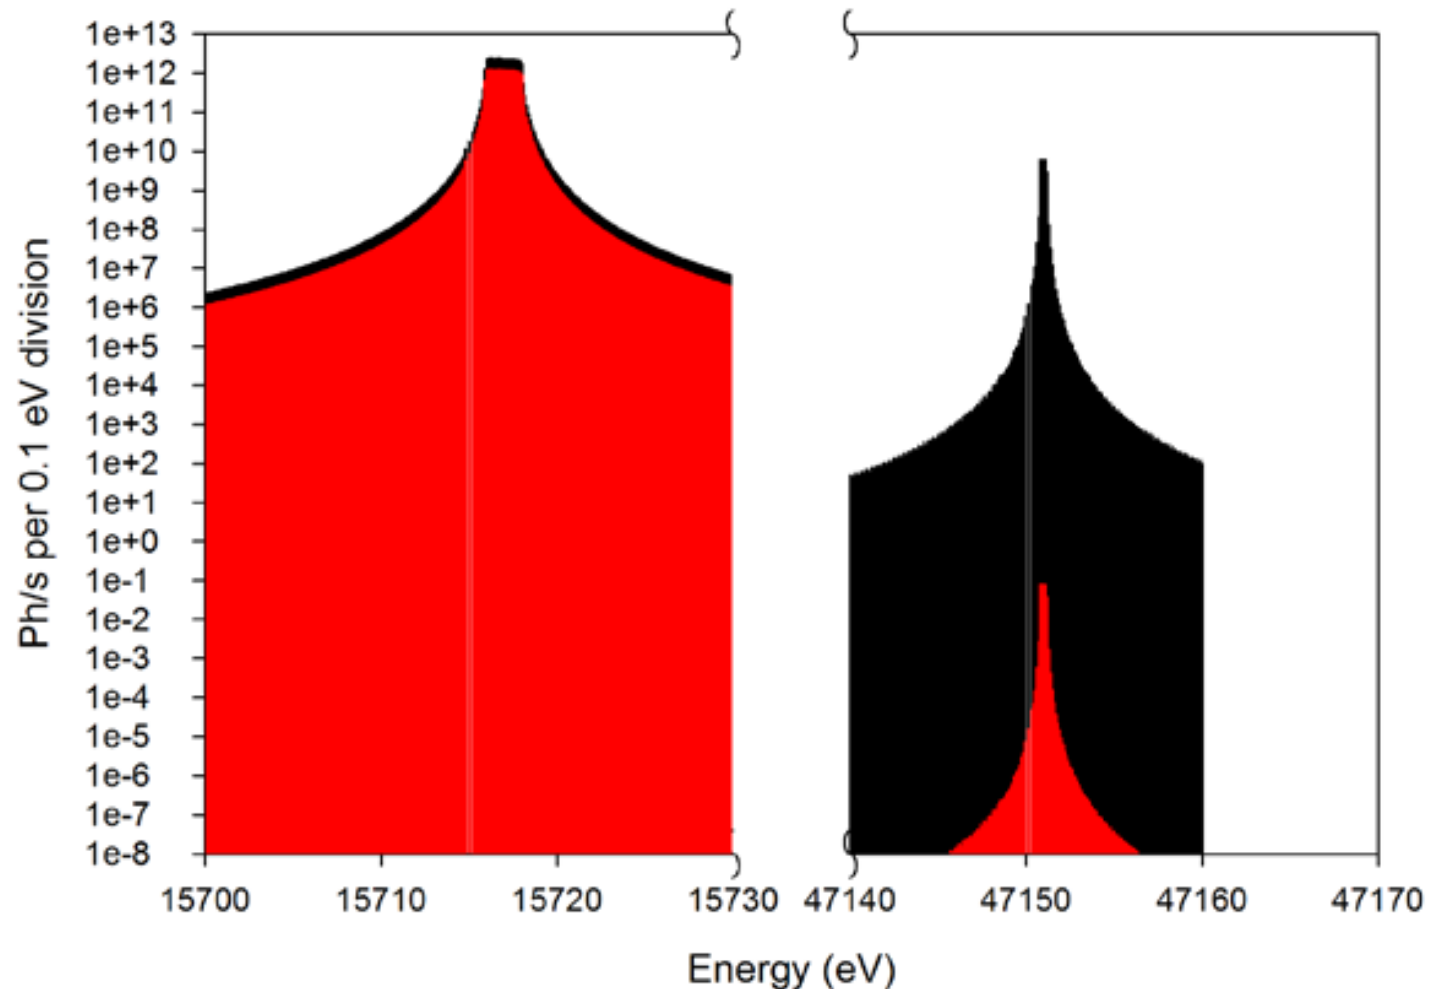 Ph/s per 0.1 eV division
1e+13
1e+12
1e+11
1e+10
1e+9
1e+8
1e+7
1e+6
1e+5
1e+4
1e+3
1e+2
1e+1
1e+0
1e-1
1e-2
1e-3
1e-4
1e-5
1e-6
1e-7
1e-8
15700 15710 15720 15730 47140 47150 47160 47170
Energy (eV)